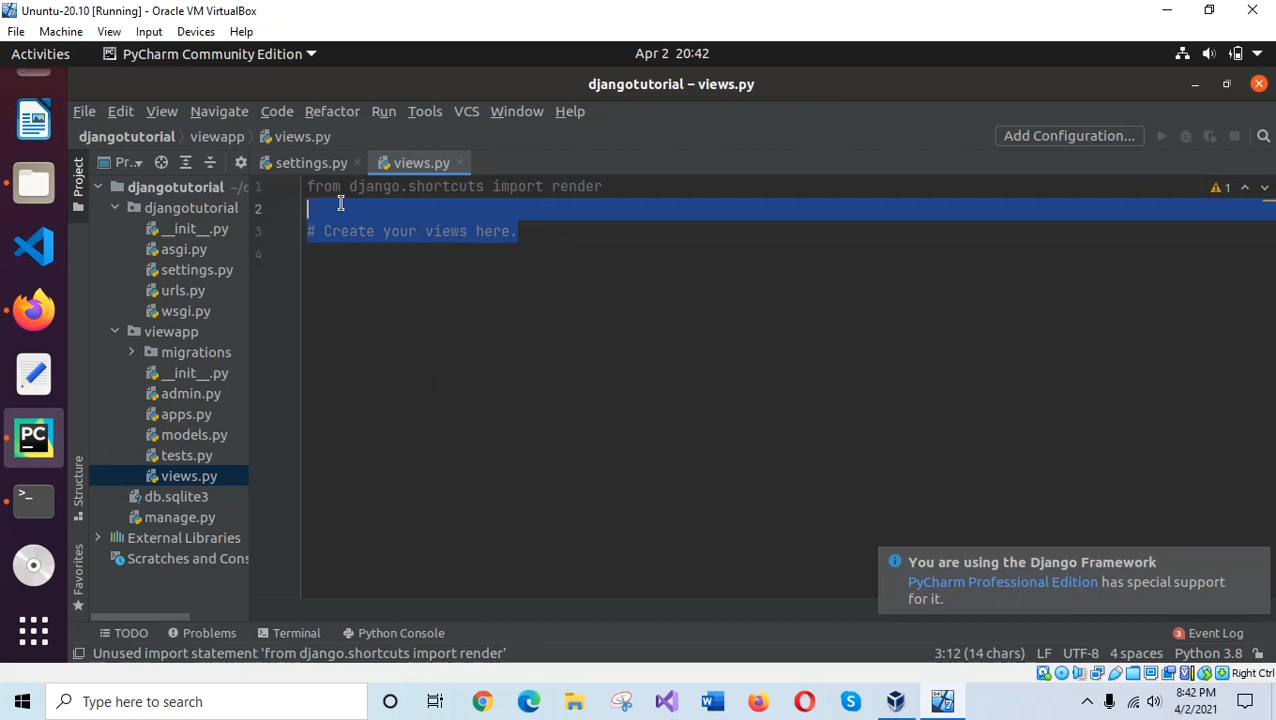 Ununtu-20.10 [Running] - Oracle VM VirtualBox
File Machine View Input Devices Help
Activities PyCharm Community Edition Apr 2 20:42
djangotutorial – views.py
File Edit View Navigate Code Refactor Run Tools VCS Window Help
djangotutorial viewapp views.py Add Configuration...
Project
Pr.. settings.py views.py
djangotutorial ~/d
djangotutorial
__init__.py
asgi.py
settings.py
urls.py
wsgi.py
viewapp
migrations
__init__.py
admin.py
apps.py
models.py
tests.py
views.py
db.sqlite3
manage.py
External Libraries
Scratches and Cons
Structure
Favorites
1 from django.shortcuts import render
2
3 # Create your views here.
4
1
You are using the Django Framework
PyCharm Professional Edition has special support
for it.
TODO Problems Terminal Python Console 3 Event Log
Unused import statement 'from django.shortcuts import render' 3:12 (14 chars) LF UTF-8 4 spaces Python 3.8
Right Ctrl
Type here to search
8:42 PM
4/2/2021